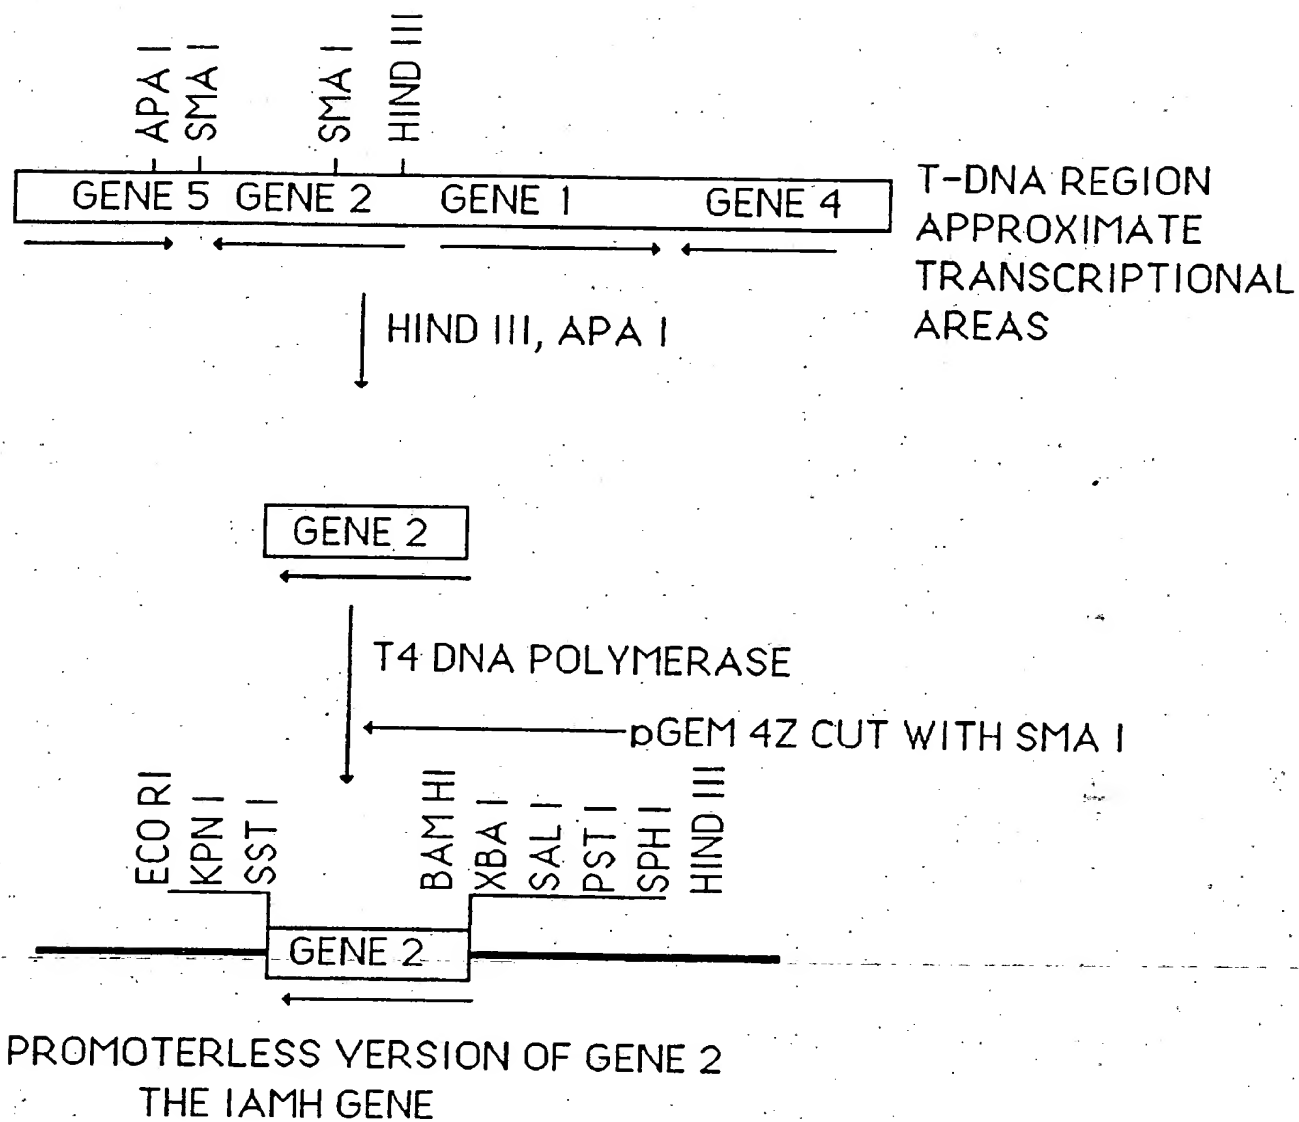 APA I
SMA I
SMA I
HIND III
GENE 5
GENE 2
GENE 1
GENE 4
T-DNA REGION
APPROXIMATE
TRANSCRIPTIONAL
AREAS
HIND III, APA I
GENE 2
T4 DNA POLYMERASE
pGEM 4Z CUT WITH SMA I
ECO RI
KPN I
SST I
BAM HI
XBA I
SAL I
PST I
SPH I
HIND III
GENE 2
PROMOTERLESS VERSION OF GENE 2
THE IAMH GENE